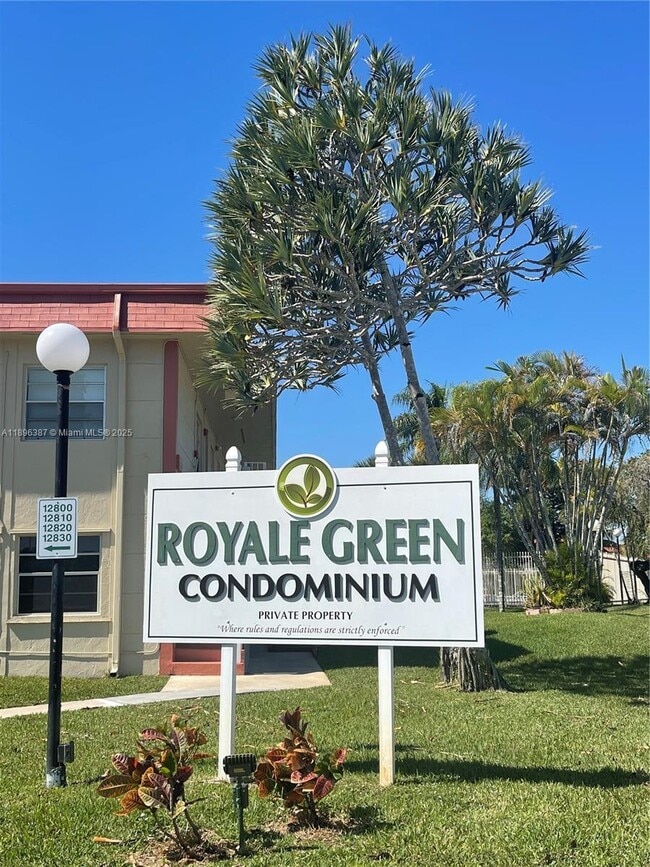 A11896387 © Miami MLS 2025
12800
12810
12820
12830
ROYALE GREEN
CONDOMINIUM
PRIVATE PROPERTY
"Where rules and regulations are strictly enforced"